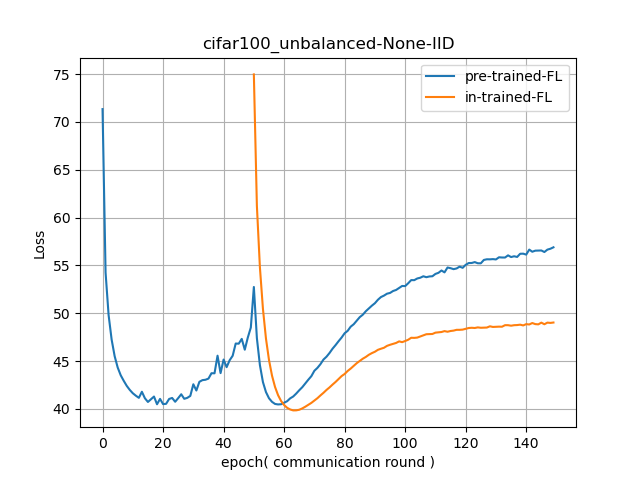 cifar100_unbalanced-None-IID
pre-trained-FL
in-trained-FL
75
70
65
60
55
50
45
40
Loss
0 20 40 60 80 100 120 140
epoch( communication round )